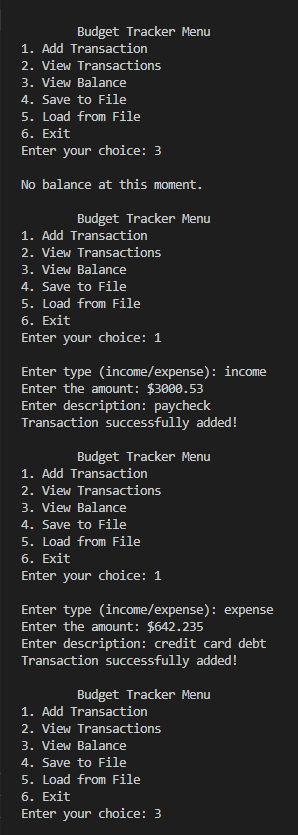 Budget Tracker Menu
1. Add Transaction
2. View Transactions
3. View Balance
4. Save to File
5. Load from File
6. Exit
Enter your choice: 3
No balance at this moment.
Budget Tracker Menu
1. Add Transaction
2. View Transactions
3. View Balance
4. Save to File
5. Load from File
6. Exit
Enter your choice: 1
Enter type (income/expense): income
Enter the amount: $3000.53
Enter description: paycheck
Transaction successfully added!
Budget Tracker Menu
1. Add Transaction
2. View Transactions
3. View Balance
4. Save to File
5. Load from File
6. Exit
Enter your choice: 1
Enter type (income/expense): expense
Enter the amount: $642.235
Enter description: credit card debt
Transaction successfully added!
Budget Tracker Menu
1. Add Transaction
2. View Transactions
3. View Balance
4. Save to File
5. Load from File
6. Exit
Enter your choice: 3